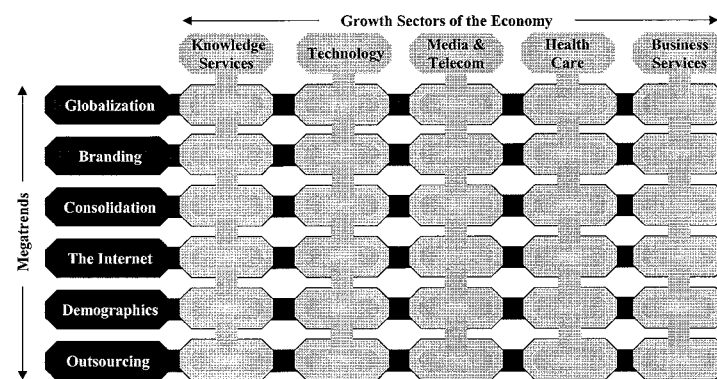 Growth Sectors of the Economy
Knowledge
Services
Technology
Media &
Telecom
Health
Care
Business
Services
Megatrends
Globalization
Branding
Consolidation
The Internet
Demographics
Outsourcing